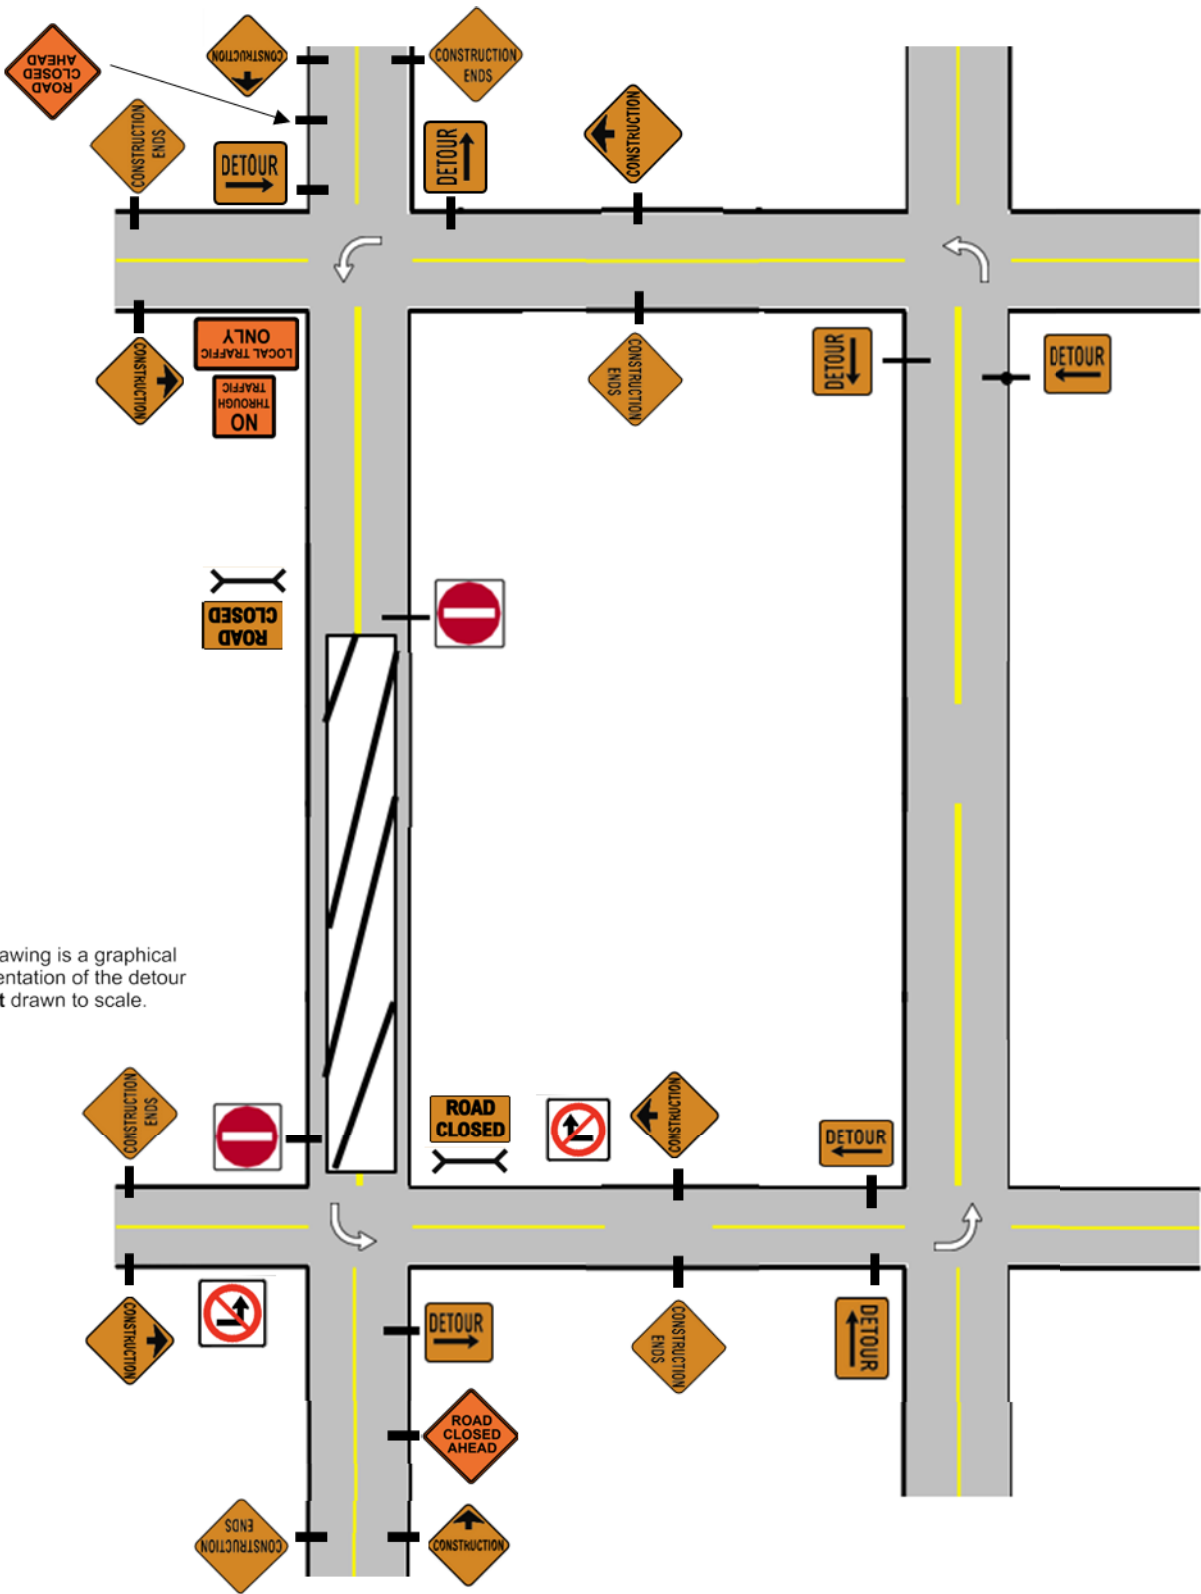 CONSTRUCTION
CONSTRUCTION
ENDS
ROAD
CLOSED
AHEAD
CONSTRUCTION
ENDS
DETOUR
DETOUR
CONSTRUCTION
LOCAL TRAFFIC
ONLY
NO
THROUGH
TRAFFIC
CONSTRUCTION
CONSTRUCTION
ENDS
DETOUR
DETOUR
ROAD
CLOSED
awing is a graphical
entation of the detour
t drawn to scale.
CONSTRUCTION
ENDS
ROAD
CLOSED
CONSTRUCTION
DETOUR
CONSTRUCTION
DETOUR
CONSTRUCTION
ENDS
DETOUR
ROAD
CLOSED
AHEAD
CONSTRUCTION
ENDS
CONSTRUCTION